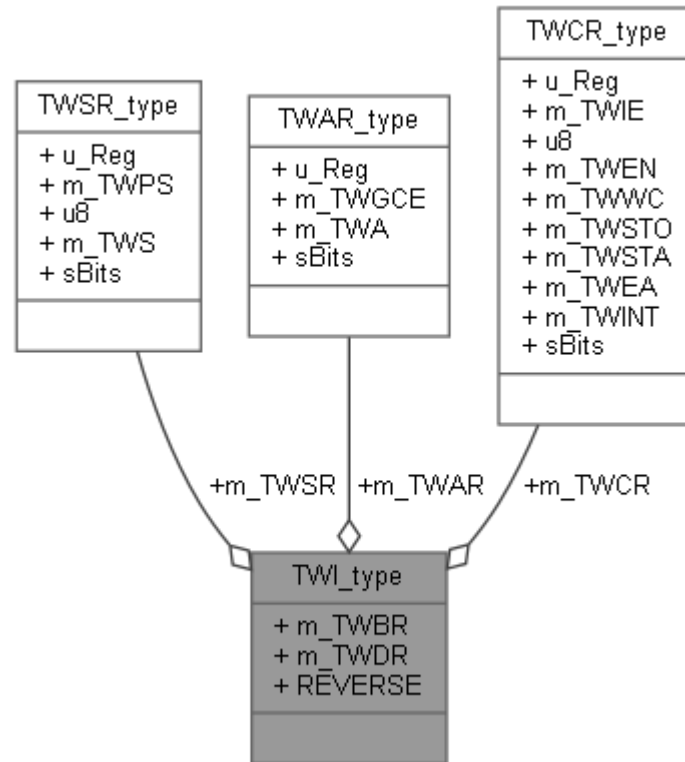 TWSR_type
+ u_Reg
+ m_TWPS
+ u8
+ m_TWS
+ sBits
TWAR_type
+ u_Reg
+ m_TWGCE
+ m_TWA
+ sBits
TWCR_type
+ u_Reg
+ m_TWIE
+ u8
+ m_TWEN
+ m_TWWC
+ m_TWSTO
+ m_TWSTA
+ m_TWEA
+ m_TWINT
+ sBits
+m_TWSR
+m_TWAR
+m_TWCR
TWI_type
+ m_TWBR
+ m_TWDR
+ REVERSE